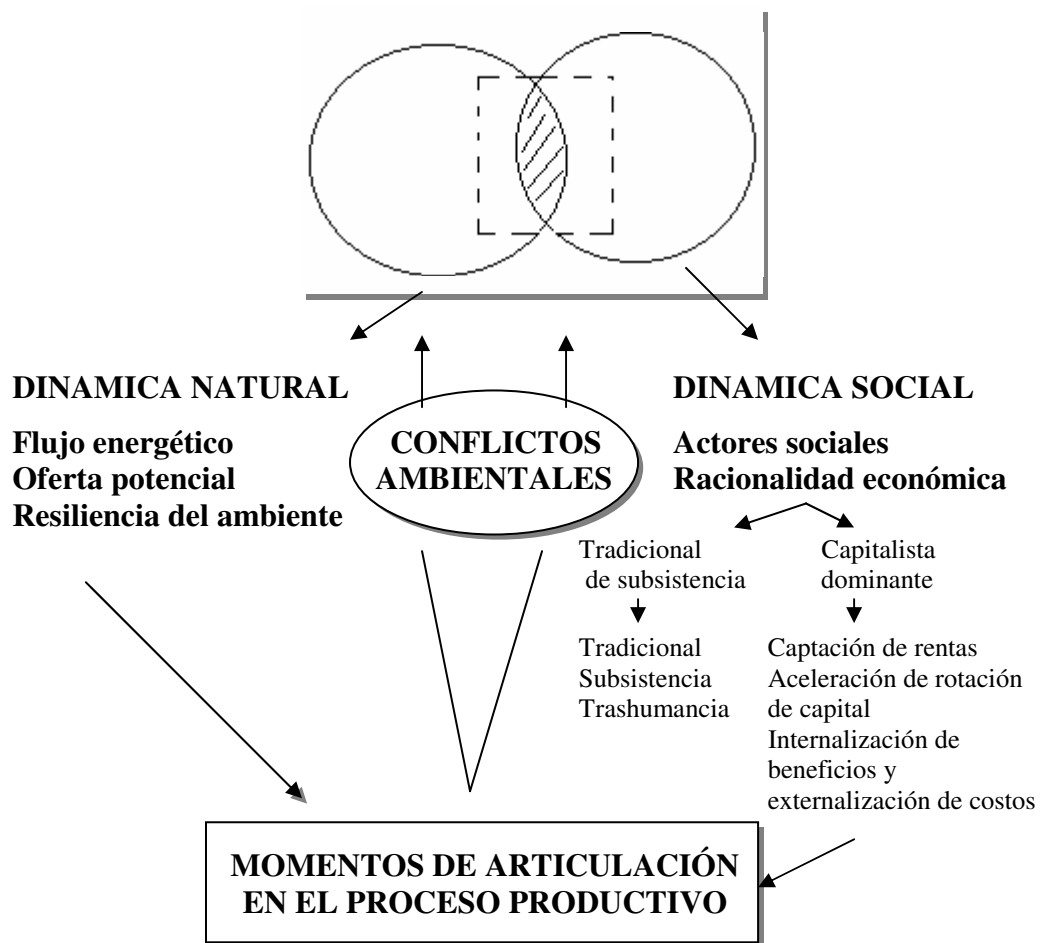 DINAMICA NATURAL
Flujo energético
Oferta potencial
Resiliencia del ambiente
CONFLICTOS
AMBIENTALES
DINAMICA SOCIAL
Actores sociales
Racionalidad económica
Tradicional
de subsistencia
Capitalista
dominante
Tradicional
Subsistencia
Trashumancia
Captación de rentas
Aceleración de rotación
de capital
Internalización de
beneficios y
externalización de costos
MOMENTOS DE ARTICULACIÓN
EN EL PROCESO PRODUCTIVO